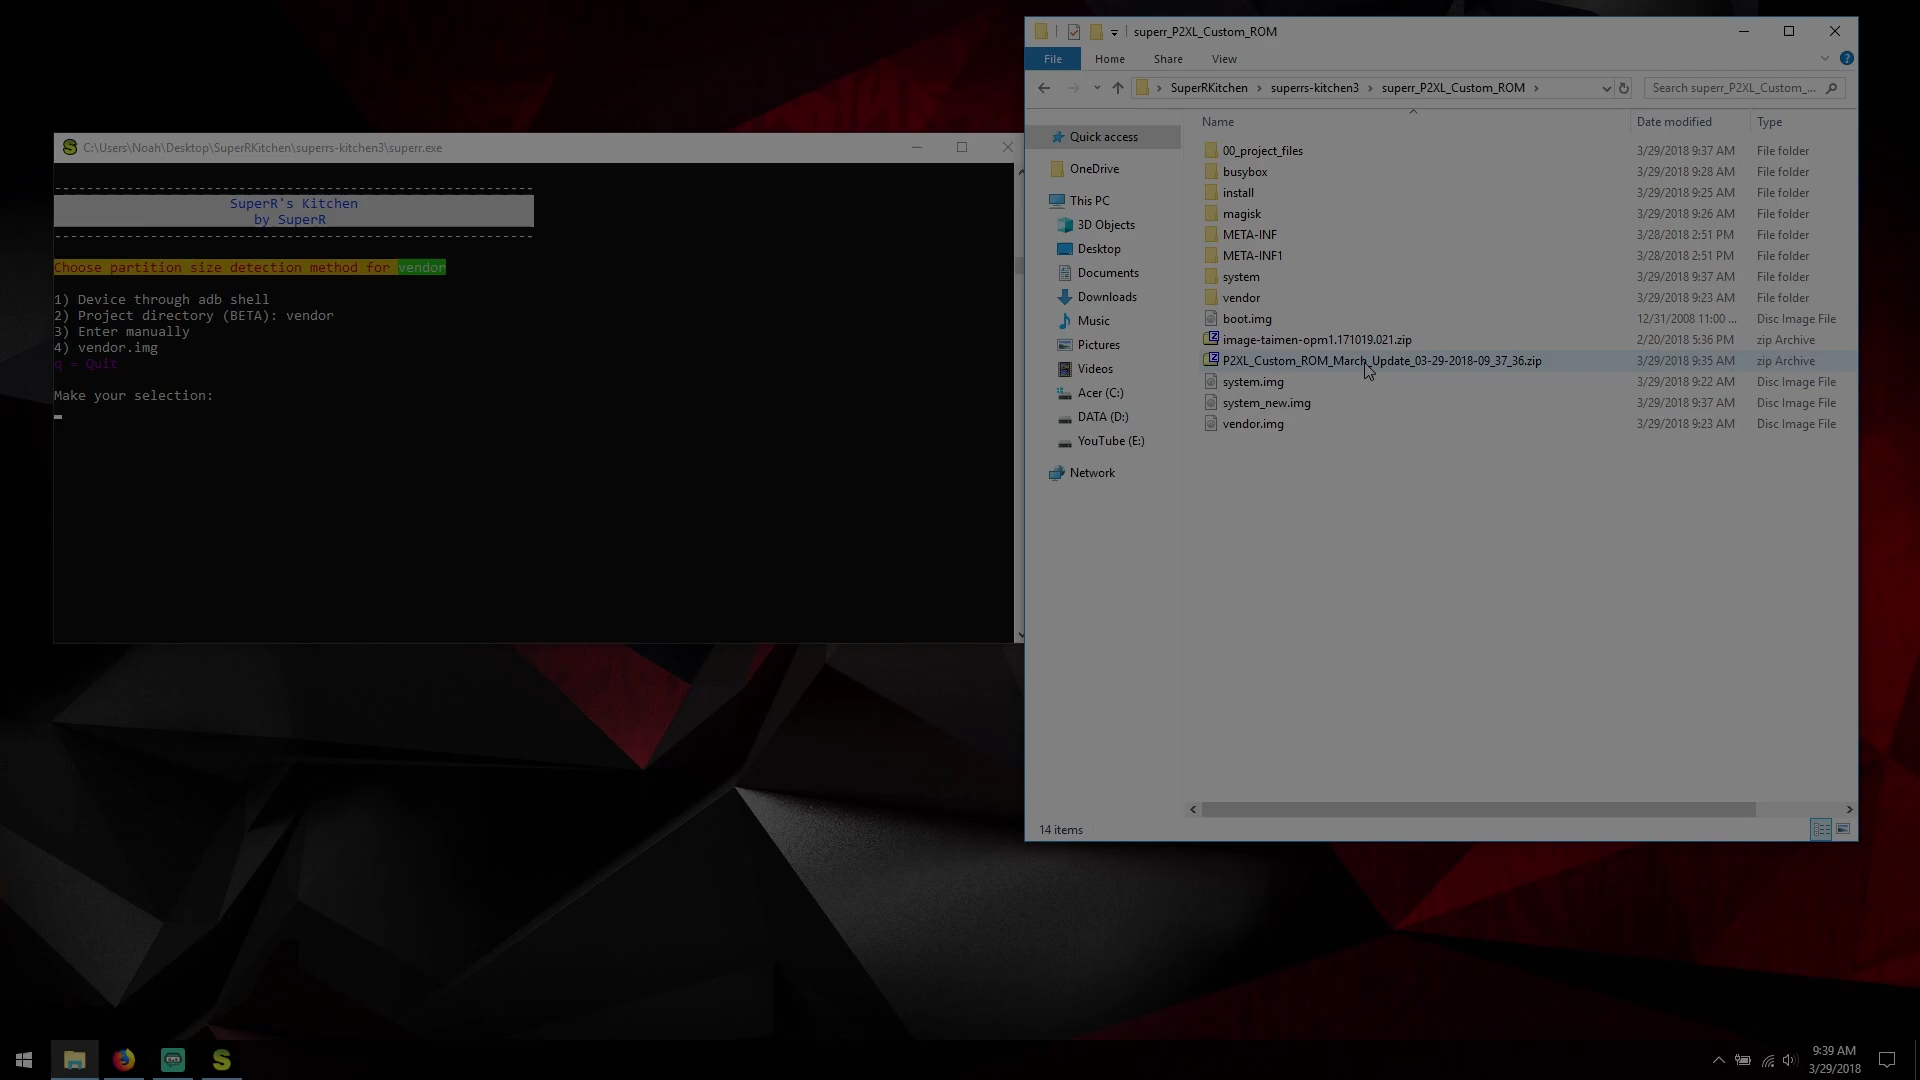 C:\Users\Noah\Desktop\SuperRKitchen\superrs-kitchen3\superr.exe
------------------------------------------------------------
SuperR's Kitchen
by SuperR
------------------------------------------------------------
Choose partition size detection method for vendor
1) Device through adb shell
2) Project directory (BETA): vendor
3) Enter manually
4) vendor.img
q = Quit
Make your selection:
superr_P2XL_Custom_ROM
File Home Share View
SuperRKitchen > superrs-kitchen3 > superr_P2XL_Custom_ROM >
Search superr_P2XL_Custom_...
Quick access
OneDrive
This PC
3D Objects
Desktop
Documents
Downloads
Music
Pictures
Videos
Acer (C:)
DATA (D:)
YouTube (E:)
Network
Name Date modified Type
00_project_files 3/29/2018 9:37 AM File folder
busybox 3/29/2018 9:28 AM File folder
install 3/29/2018 9:25 AM File folder
magisk 3/29/2018 9:26 AM File folder
META-INF 3/28/2018 2:51 PM File folder
META-INF1 3/28/2018 2:51 PM File folder
system 3/29/2018 9:37 AM File folder
vendor 3/29/2018 9:23 AM File folder
boot.img 12/31/2008 11:00 ... Disc Image File
image-taimen-opm1.171019.021.zip 2/20/2018 5:36 PM zip Archive
P2XL_Custom_ROM_March_Update_03-29-2018-09_37_36.zip 3/29/2018 9:35 AM zip Archive
system.img 3/29/2018 9:22 AM Disc Image File
system_new.img 3/29/2018 9:37 AM Disc Image File
vendor.img 3/29/2018 9:23 AM Disc Image File
14 items
9:39 AM
3/29/2018